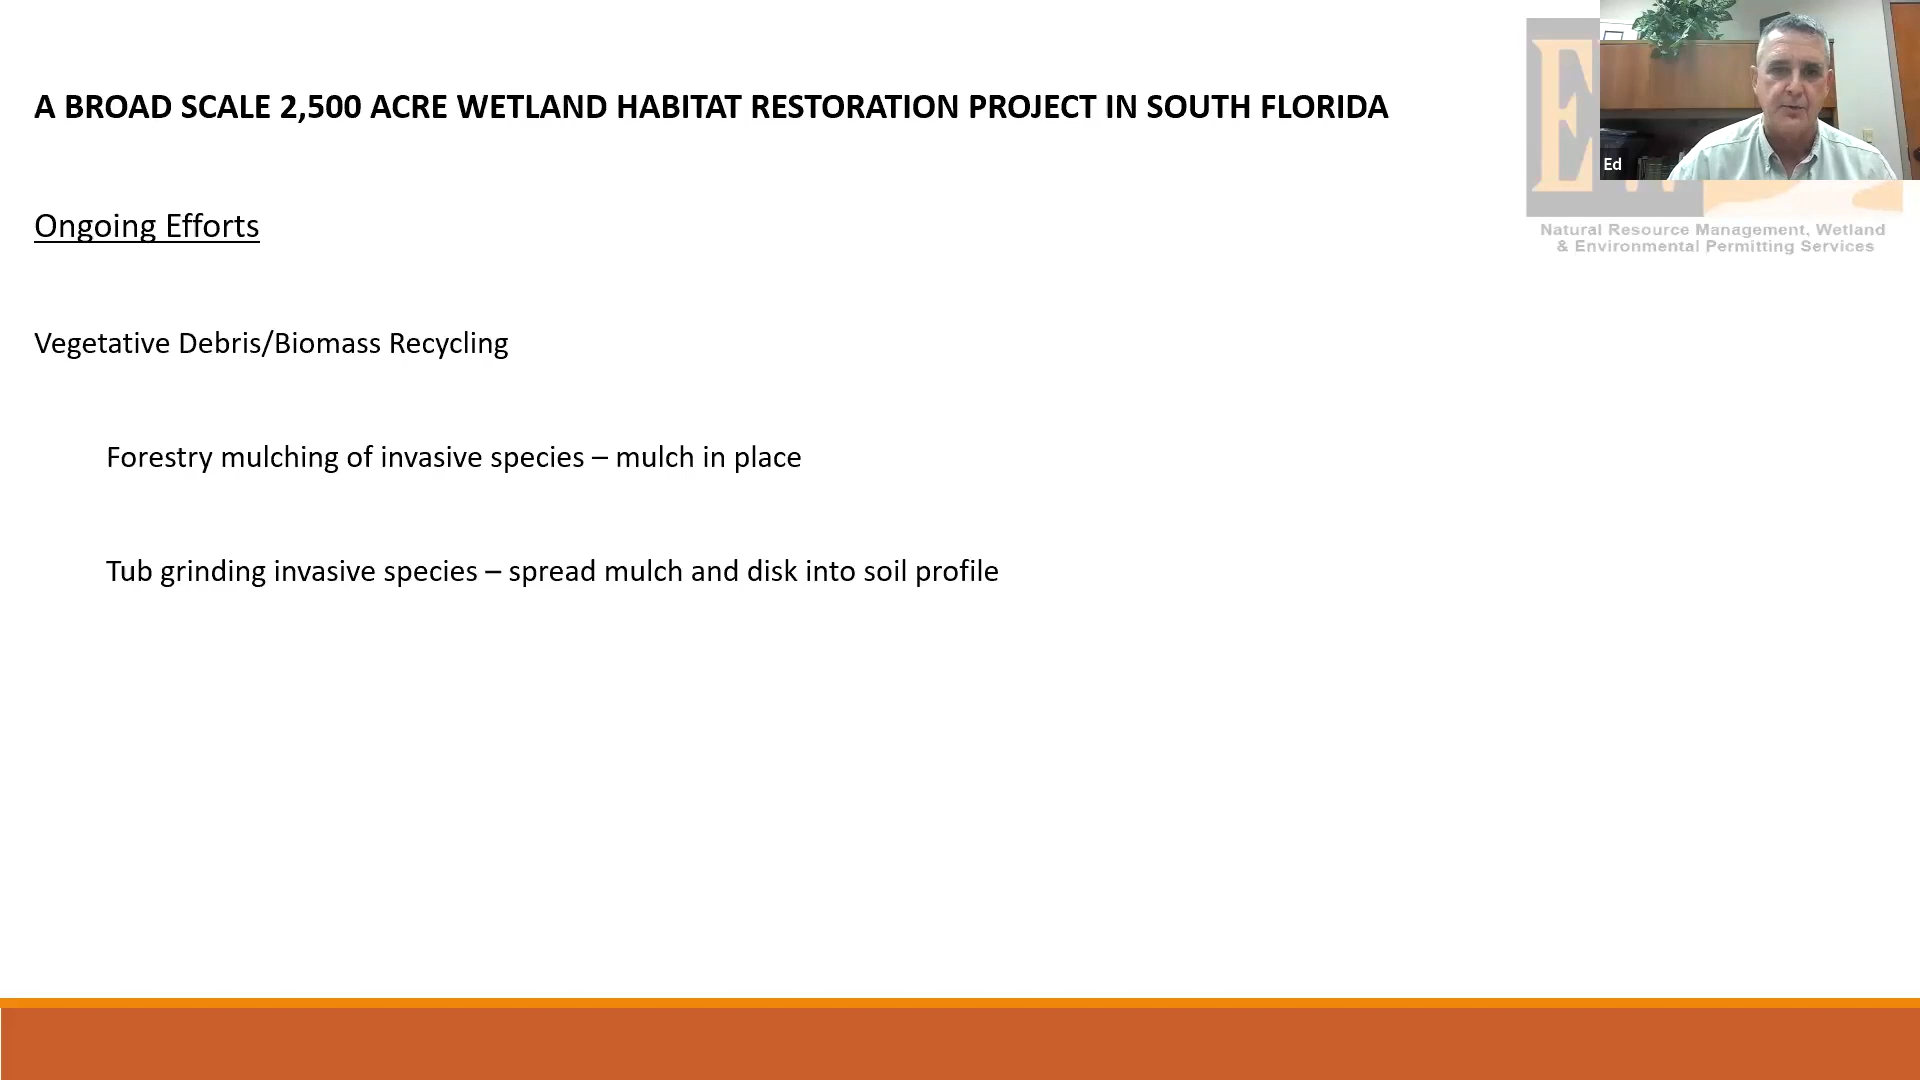 A BROAD SCALE 2,500 ACRE WETLAND HABITAT RESTORATION PROJECT IN SOUTH FLORIDA
Ed
Natural Resource Management, Wetland
& Environmental Permitting Services
Ongoing Efforts
Vegetative Debris/Biomass Recycling
Forestry mulching of invasive species – mulch in place
Tub grinding invasive species – spread mulch and disk into soil profile